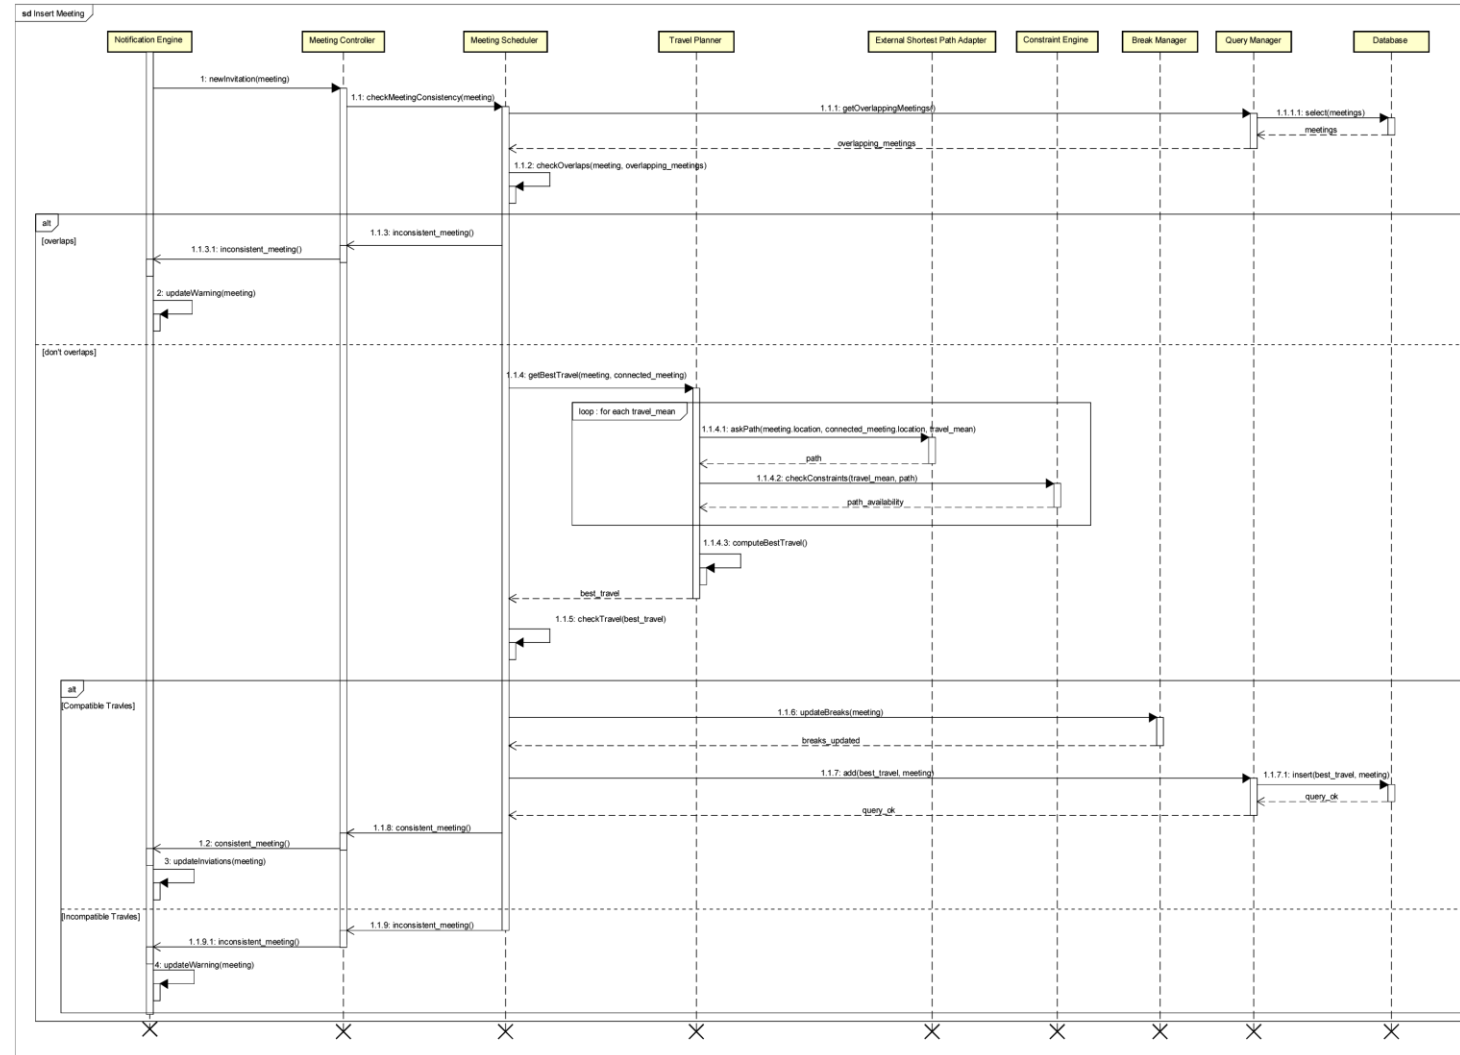 sd Insert Meeting
Notification Engine
Meeting Controller
Meeting Scheduler
Travel Planner
External Shortest Path Adapter
Constraint Engine
Break Manager
Query Manager
Database
1: newInvitation(meeting)
1.1: checkMeetingConsistency(meeting)
1.1.1: getOverlappingMeetings()
1.1.1.1: select(meetings)
meetings
overlapping_meetings
1.1.2: checkOverlaps(meeting, overlapping_meetings)
alt
[overlaps]
1.1.3: inconsistent_meeting()
1.1.3.1: inconsistent_meeting()
2: updateWarning(meeting)
[don't overlaps]
1.1.4: getBestTravel(meeting, connected_meeting)
loop : for each travel_mean
1.1.4.1: askPath(meeting.location, connected_meeting.location, travel_mean)
path
1.1.4.2: checkConstraints(travel_mean, path)
path_availability
1.1.4.3: computeBestTravel()
best_travel
1.1.5: checkTravel(best_travel)
alt
[Compatible Travles]
1.1.6: updateBreaks(meeting)
breaks_updated
1.1.7: add(best_travel, meeting)
1.1.7.1: insert(best_travel, meeting)
query_ok
query_ok
1.1.8: consistent_meeting()
1.2: consistent_meeting()
3: updateInviations(meeting)
[Incompatible Travles]
1.1.9: inconsistent_meeting()
1.1.9.1: inconsistent_meeting()
4: updateWarning(meeting)